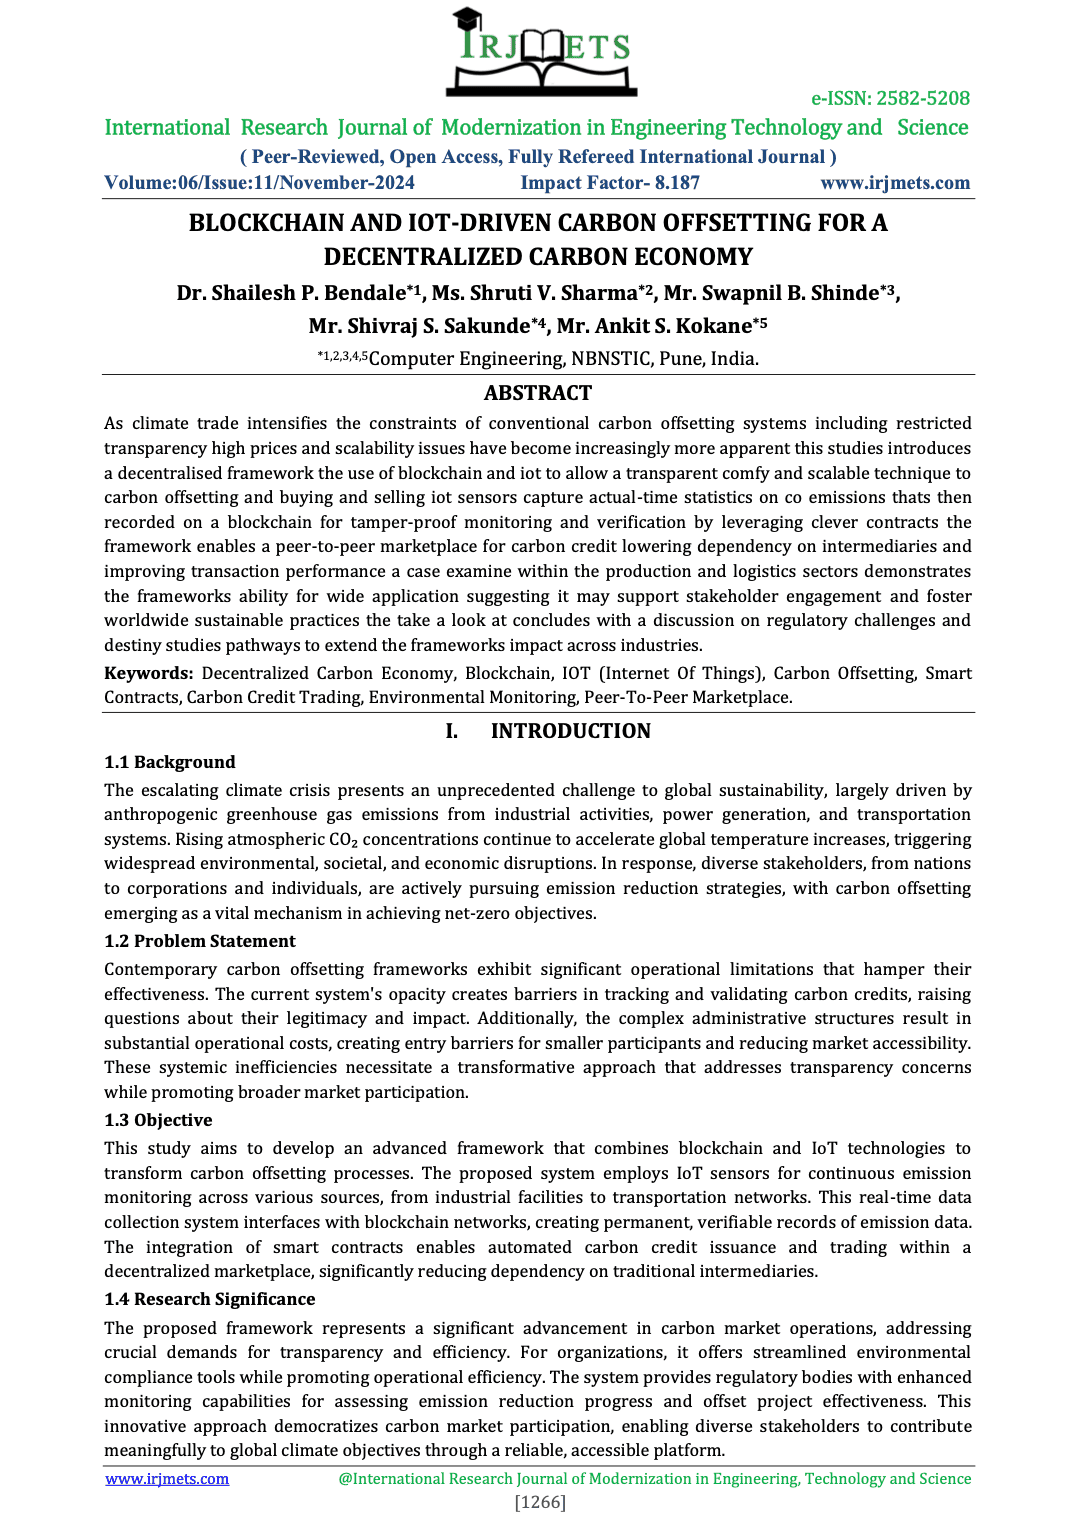 IRJMETS
e-ISSN: 2582-5208
International Research Journal of Modernization in Engineering Technology and Science
( Peer-Reviewed, Open Access, Fully Refereed International Journal )
Volume:06/Issue:11/November-2024 Impact Factor- 8.187 www.irjmets.com
BLOCKCHAIN AND IOT-DRIVEN CARBON OFFSETTING FOR A
DECENTRALIZED CARBON ECONOMY
Dr. Shailesh P. Bendale*1, Ms. Shruti V. Sharma*2, Mr. Swapnil B. Shinde*3,
Mr. Shivraj S. Sakunde*4, Mr. Ankit S. Kokane*5
*1,2,3,4,5Computer Engineering, NBNSTIC, Pune, India.
ABSTRACT
As climate trade intensifies the constraints of conventional carbon offsetting systems including restricted
transparency high prices and scalability issues have become increasingly more apparent this studies introduces
a decentralised framework the use of blockchain and iot to allow a transparent comfy and scalable technique to
carbon offsetting and buying and selling iot sensors capture actual-time statistics on co emissions thats then
recorded on a blockchain for tamper-proof monitoring and verification by leveraging clever contracts the
framework enables a peer-to-peer marketplace for carbon credit lowering dependency on intermediaries and
improving transaction performance a case examine within the production and logistics sectors demonstrates
the frameworks ability for wide application suggesting it may support stakeholder engagement and foster
worldwide sustainable practices the take a look at concludes with a discussion on regulatory challenges and
destiny studies pathways to extend the frameworks impact across industries.
Keywords: Decentralized Carbon Economy, Blockchain, IOT (Internet Of Things), Carbon Offsetting, Smart
Contracts, Carbon Credit Trading, Environmental Monitoring, Peer-To-Peer Marketplace.
I. INTRODUCTION
1.1 Background
The escalating climate crisis presents an unprecedented challenge to global sustainability, largely driven by
anthropogenic greenhouse gas emissions from industrial activities, power generation, and transportation
systems. Rising atmospheric CO₂ concentrations continue to accelerate global temperature increases, triggering
widespread environmental, societal, and economic disruptions. In response, diverse stakeholders, from nations
to corporations and individuals, are actively pursuing emission reduction strategies, with carbon offsetting
emerging as a vital mechanism in achieving net-zero objectives.
1.2 Problem Statement
Contemporary carbon offsetting frameworks exhibit significant operational limitations that hamper their
effectiveness. The current system's opacity creates barriers in tracking and validating carbon credits, raising
questions about their legitimacy and impact. Additionally, the complex administrative structures result in
substantial operational costs, creating entry barriers for smaller participants and reducing market accessibility.
These systemic inefficiencies necessitate a transformative approach that addresses transparency concerns
while promoting broader market participation.
1.3 Objective
This study aims to develop an advanced framework that combines blockchain and IoT technologies to
transform carbon offsetting processes. The proposed system employs IoT sensors for continuous emission
monitoring across various sources, from industrial facilities to transportation networks. This real-time data
collection system interfaces with blockchain networks, creating permanent, verifiable records of emission data.
The integration of smart contracts enables automated carbon credit issuance and trading within a
decentralized marketplace, significantly reducing dependency on traditional intermediaries.
1.4 Research Significance
The proposed framework represents a significant advancement in carbon market operations, addressing
crucial demands for transparency and efficiency. For organizations, it offers streamlined environmental
compliance tools while promoting operational efficiency. The system provides regulatory bodies with enhanced
monitoring capabilities for assessing emission reduction progress and offset project effectiveness. This
innovative approach democratizes carbon market participation, enabling diverse stakeholders to contribute
meaningfully to global climate objectives through a reliable, accessible platform.
www.irjmets.com @International Research Journal of Modernization in Engineering, Technology and Science
[1266]